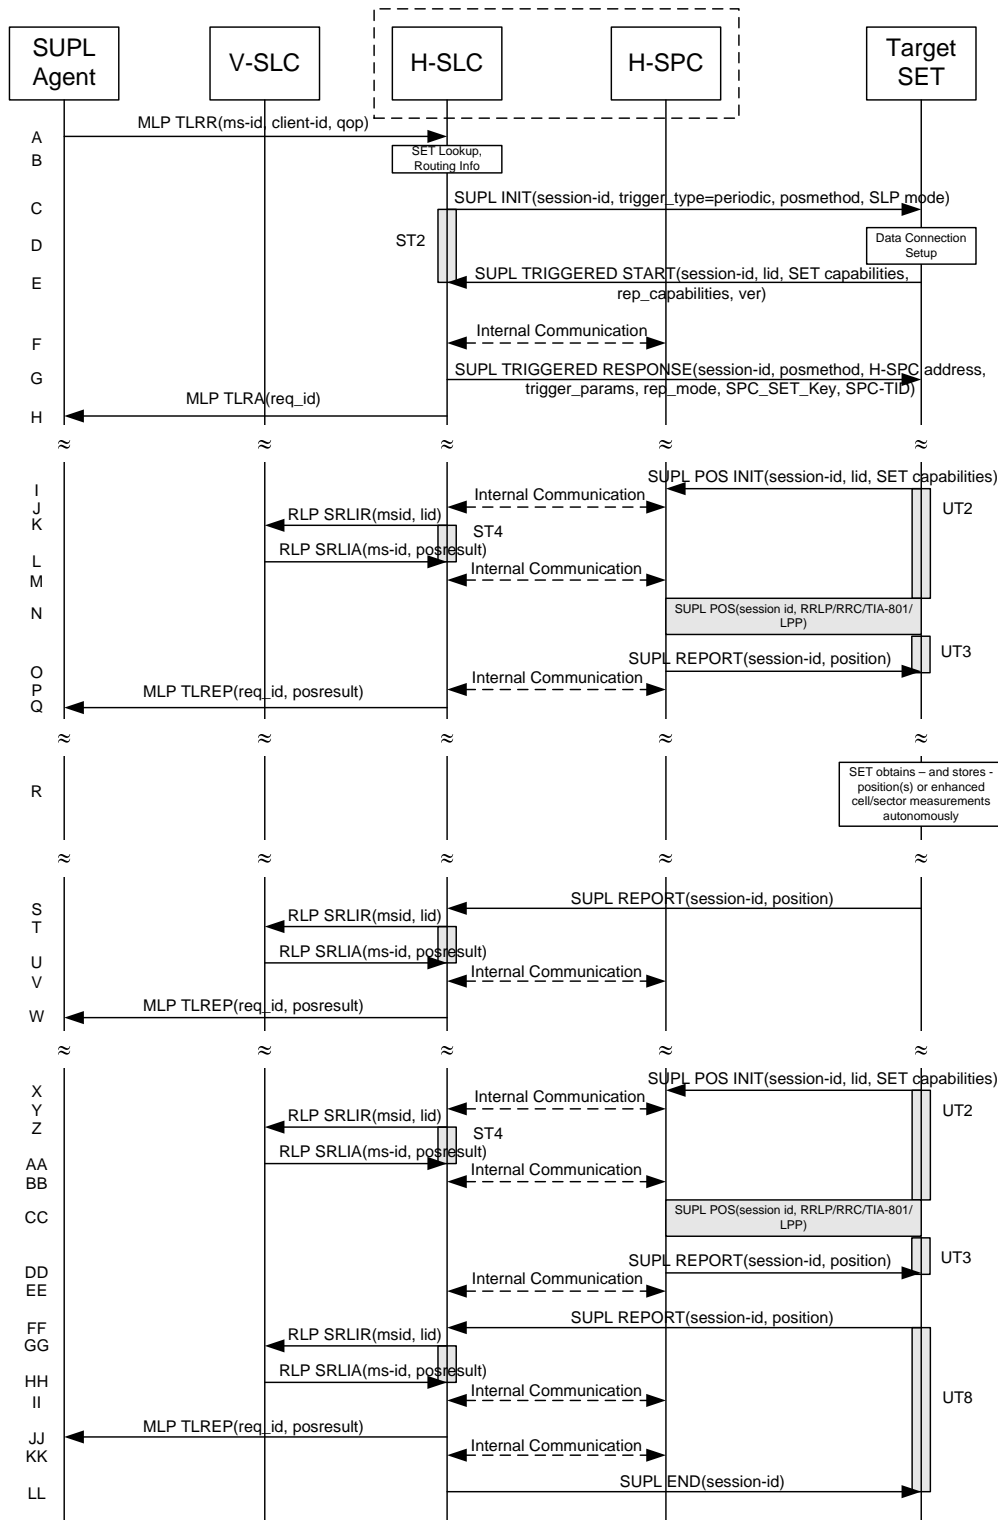 SUPL
Agent
V-SLC
H-SLC
H-SPC
Target
SET
A
MLP TLRR(ms-id, client-id, qop)
B
SET Lookup,
Routing Info
C
SUPL INIT(session-id, trigger_type=periodic, posmethod, SLP mode)
D
ST2
Data Connection
Setup
E
SUPL TRIGGERED START(session-id, lid, SET capabilities,
rep_capabilities, ver)
F
Internal Communication
G
SUPL TRIGGERED RESPONSE(session-id, posmethod, H-SPC address,
trigger_params, rep_mode, SPC_SET_Key, SPC-TID)
H
MLP TLRA(req_id)
≈ ≈ ≈ ≈ ≈
I
SUPL POS INIT(session-id, lid, SET capabilities)
J
Internal Communication
UT2
K
RLP SRLIR(msid, lid)
ST4
L
RLP SRLIA(ms-id, posresult)
M
Internal Communication
N
SUPL POS(session id, RRLP/RRC/TIA-801/
LPP)
UT3
O
SUPL REPORT(session-id, position)
P
Internal Communication
Q
MLP TLREP(req_id, posresult)
≈ ≈ ≈ ≈ ≈
R
SET obtains – and stores -
position(s) or enhanced
cell/sector measurements
autonomously
≈ ≈ ≈ ≈ ≈
S
SUPL REPORT(session-id, position)
T
RLP SRLIR(msid, lid)
U
RLP SRLIA(ms-id, posresult)
V
Internal Communication
W
MLP TLREP(req_id, posresult)
≈ ≈ ≈ ≈ ≈
X
SUPL POS INIT(session-id, lid, SET capabilities)
Y
Internal Communication
UT2
Z
RLP SRLIR(msid, lid)
ST4
AA
RLP SRLIA(ms-id, posresult)
BB
Internal Communication
CC
SUPL POS(session id, RRLP/RRC/TIA-801/
LPP)
UT3
DD
SUPL REPORT(session-id, position)
EE
Internal Communication
FF
SUPL REPORT(session-id, position)
GG
RLP SRLIR(msid, lid)
HH
RLP SRLIA(ms-id, posresult)
II
Internal Communication
UT8
JJ
MLP TLREP(req_id, posresult)
KK
Internal Communication
LL
SUPL END(session-id)